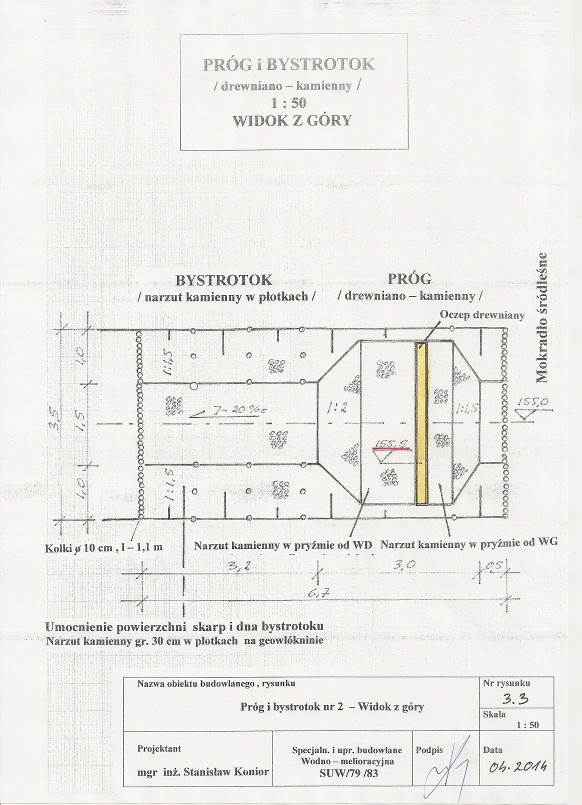 PRÓG i BYSTROTOK
/ drewniano – kamienny /
1 : 50
WIDOK Z GÓRY
BYSTROTOK
/ narzut kamienny w płotkach /
PRÓG
/ drewniano – kamienny /
Oczep drewniany
Mokradło śródleśne
1:1,5
1,0
3,5
1,5
J-20‰
1:2
1:1,5
155,0
155,5
1,0
1:1,5
Kołki ø 10 cm , l – 1,1 m
Narzut kamienny w pryźmie od WD
Narzut kamienny w pryźmie od WG
3,2
3,0
0,5
6,7
Umocnienie powierzchni skarp i dna bystrotoku
Narzut kamienny gr. 30 cm w płotkach na geowłókninie
Nazwa obiektu budowlanego , rysunku
Próg i bystrotok nr 2 – Widok z góry
Nr rysunku
3.3
Skala
1 : 50
Projektant
mgr inż. Stanisław Konior
Specjaln. i upr. budowlane
Wodno – melioracyjna
SUW/79 /83
Podpis
Data
04.2014